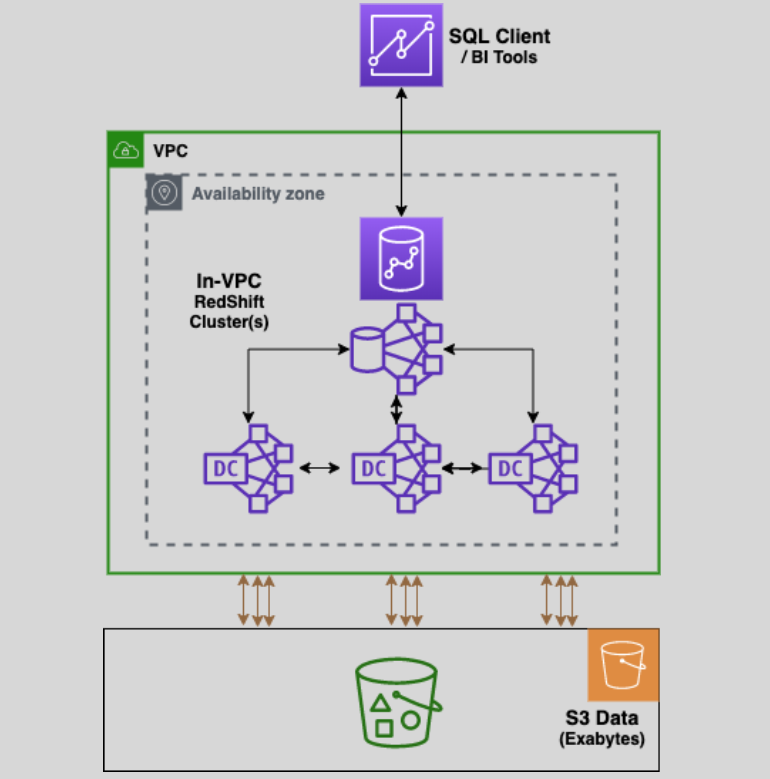 SQL Client
/ BI Tools
VPC
Availability zone
In-VPC
RedShift
Cluster(s)
DC
DC
DC
S3 Data
(Exabytes)